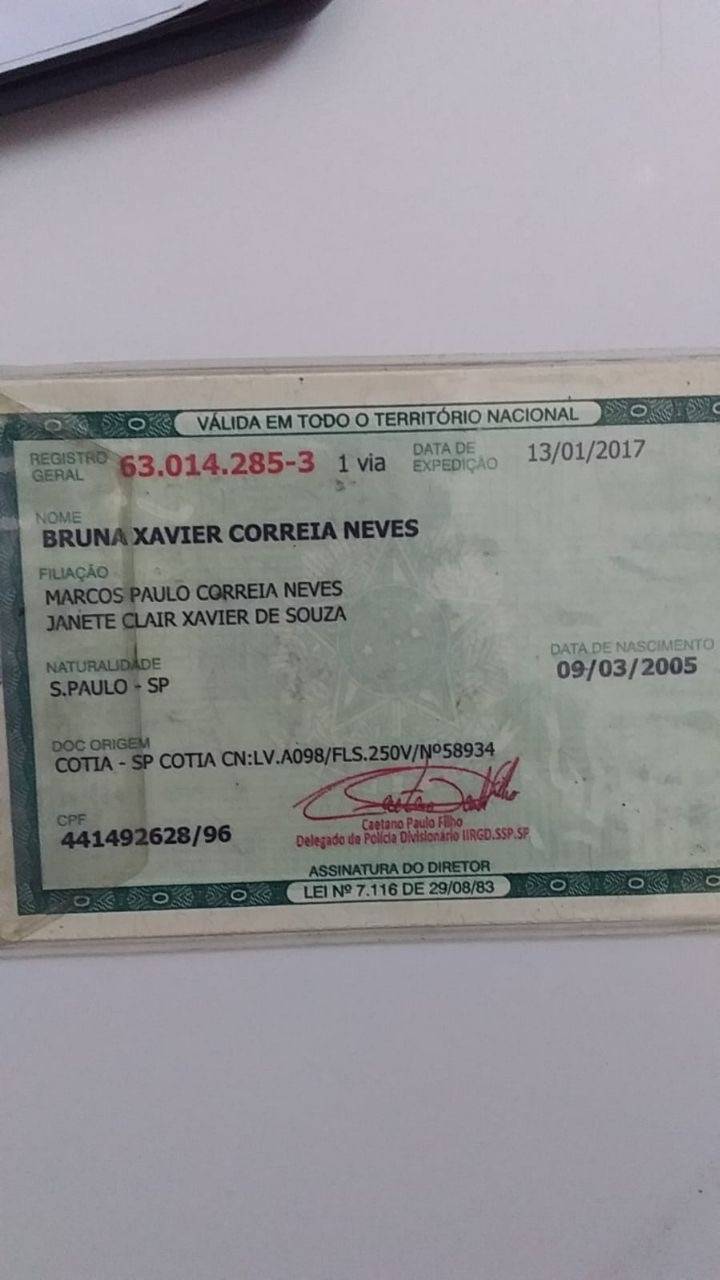 VÁLIDA EM TODO O TERRITÓRIO NACIONAL
REGISTRO GERAL 63.014.285-3 1 via DATA DE EXPEDIÇÃO 13/01/2017
NOME
BRUNA XAVIER CORREIA NEVES
FILIAÇÃO
MARCOS PAULO CORREIA NEVES
JANETE CLAIR XAVIER DE SOUZA
NATURALIDADE
S.PAULO - SP
DATA DE NASCIMENTO
09/03/2005
DOC ORIGEM
COTIA - SP COTIA CN:LV.A098/FLS.250V/Nº58934
CPF
441492628/96
Caetano Paulo Filho
Delegado de Polícia Divisionário IIRGD.SSP.SP
ASSINATURA DO DIRETOR
LEI Nº 7.116 DE 29/08/83